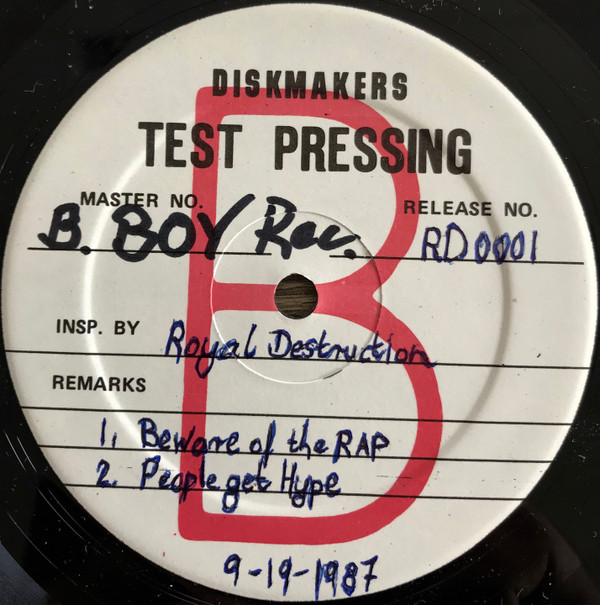 DISKMAKERS
TEST PRESSING
MASTER NO.
RELEASE NO.
B. BOY Rec.
RD0001
INSP. BY
Royal Destruction
REMARKS
1. Beware of the RAP
2. People get Hype
9-19-1987
B